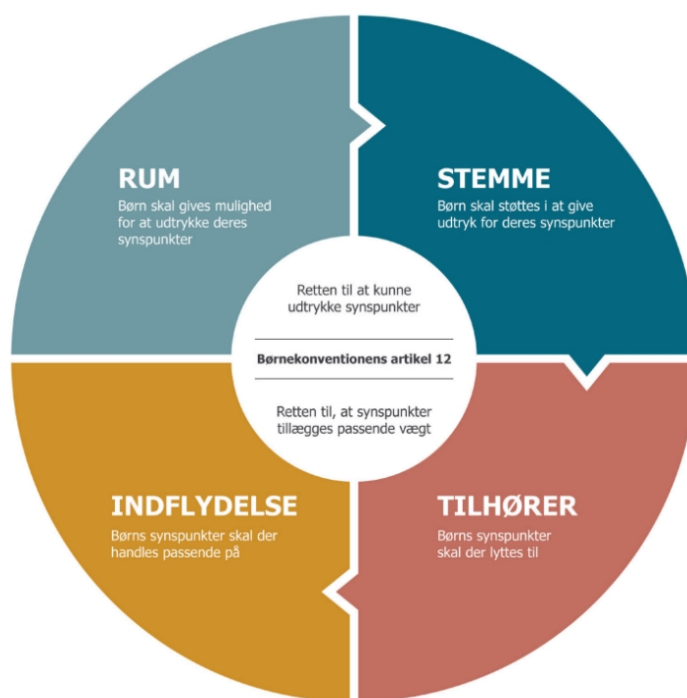 RUM
Børn skal gives mulighed
for at udtrykke deres
synspunkter
STEMME
Børn skal støttes i at give
udtryk for deres synspunkter
Retten til at kunne
udtrykke synspunkter
Børnekonventionens artikel 12
Retten til, at synspunkter
tillægges passende vægt
INDFLYDELSE
Børns synspunkter skal der
handles passende på
TILHØRER
Børns synspunkter
skal der lyttes til